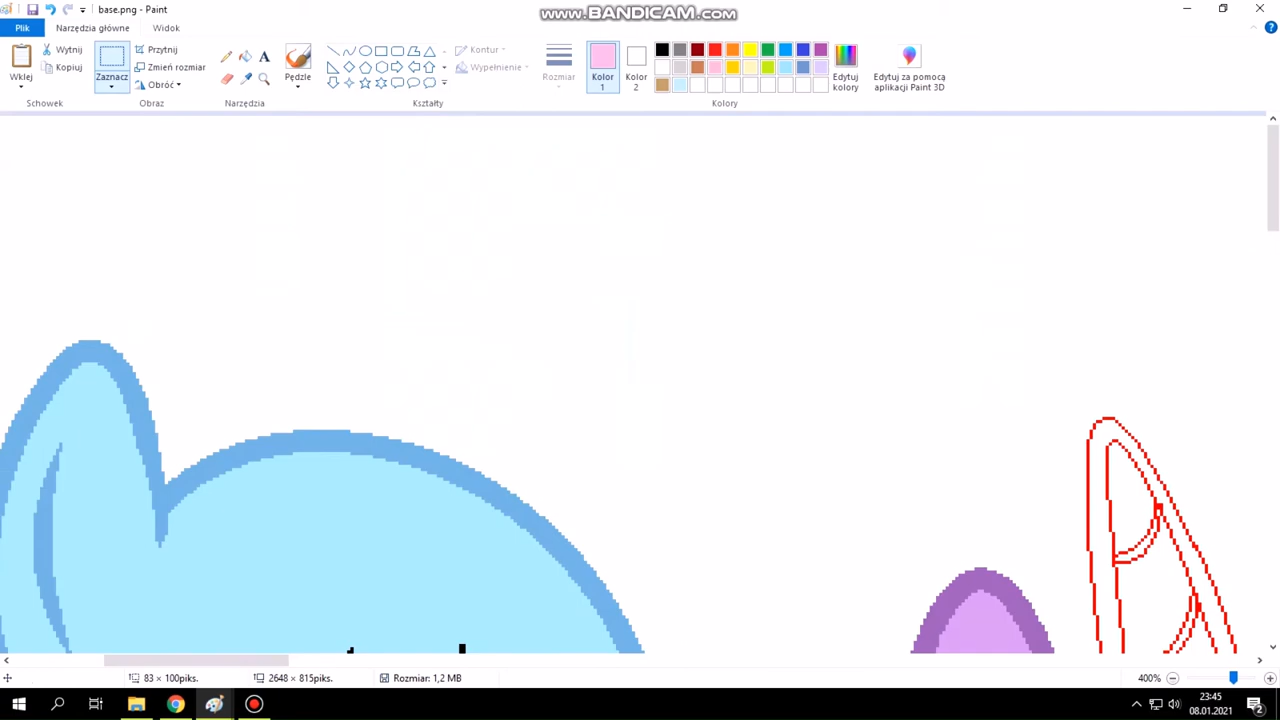 base.png - Paint
www.BANDICAM.com
Plik
Narzędzia główne
Widok
Wklej
Wytnij
Kopiuj
Schowek
Zaznacz
Przytnij
Zmień rozmiar
Obróć
Obraz
A
Narzędzia
Pędzle
Kontur
Wypełnienie
Kształty
Rozmiar
Kolor 1
Kolor 2
Edytuj kolory
Edytuj za pomocą aplikacji Paint 3D
Kolory
83 × 100piks.
2648 × 815piks.
Rozmiar: 1,2 MB
400%
23:45
08.01.2021
2